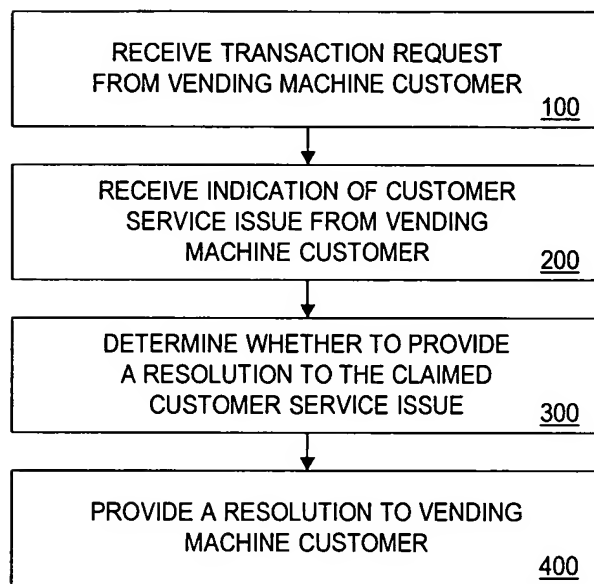 RECEIVE TRANSACTION REQUEST
FROM VENDING MACHINE CUSTOMER
100
RECEIVE INDICATION OF CUSTOMER
SERVICE ISSUE FROM VENDING
MACHINE CUSTOMER
200
DETERMINE WHETHER TO PROVIDE
A RESOLUTION TO THE CLAIMED
CUSTOMER SERVICE ISSUE
300
PROVIDE A RESOLUTION TO VENDING
MACHINE CUSTOMER
400